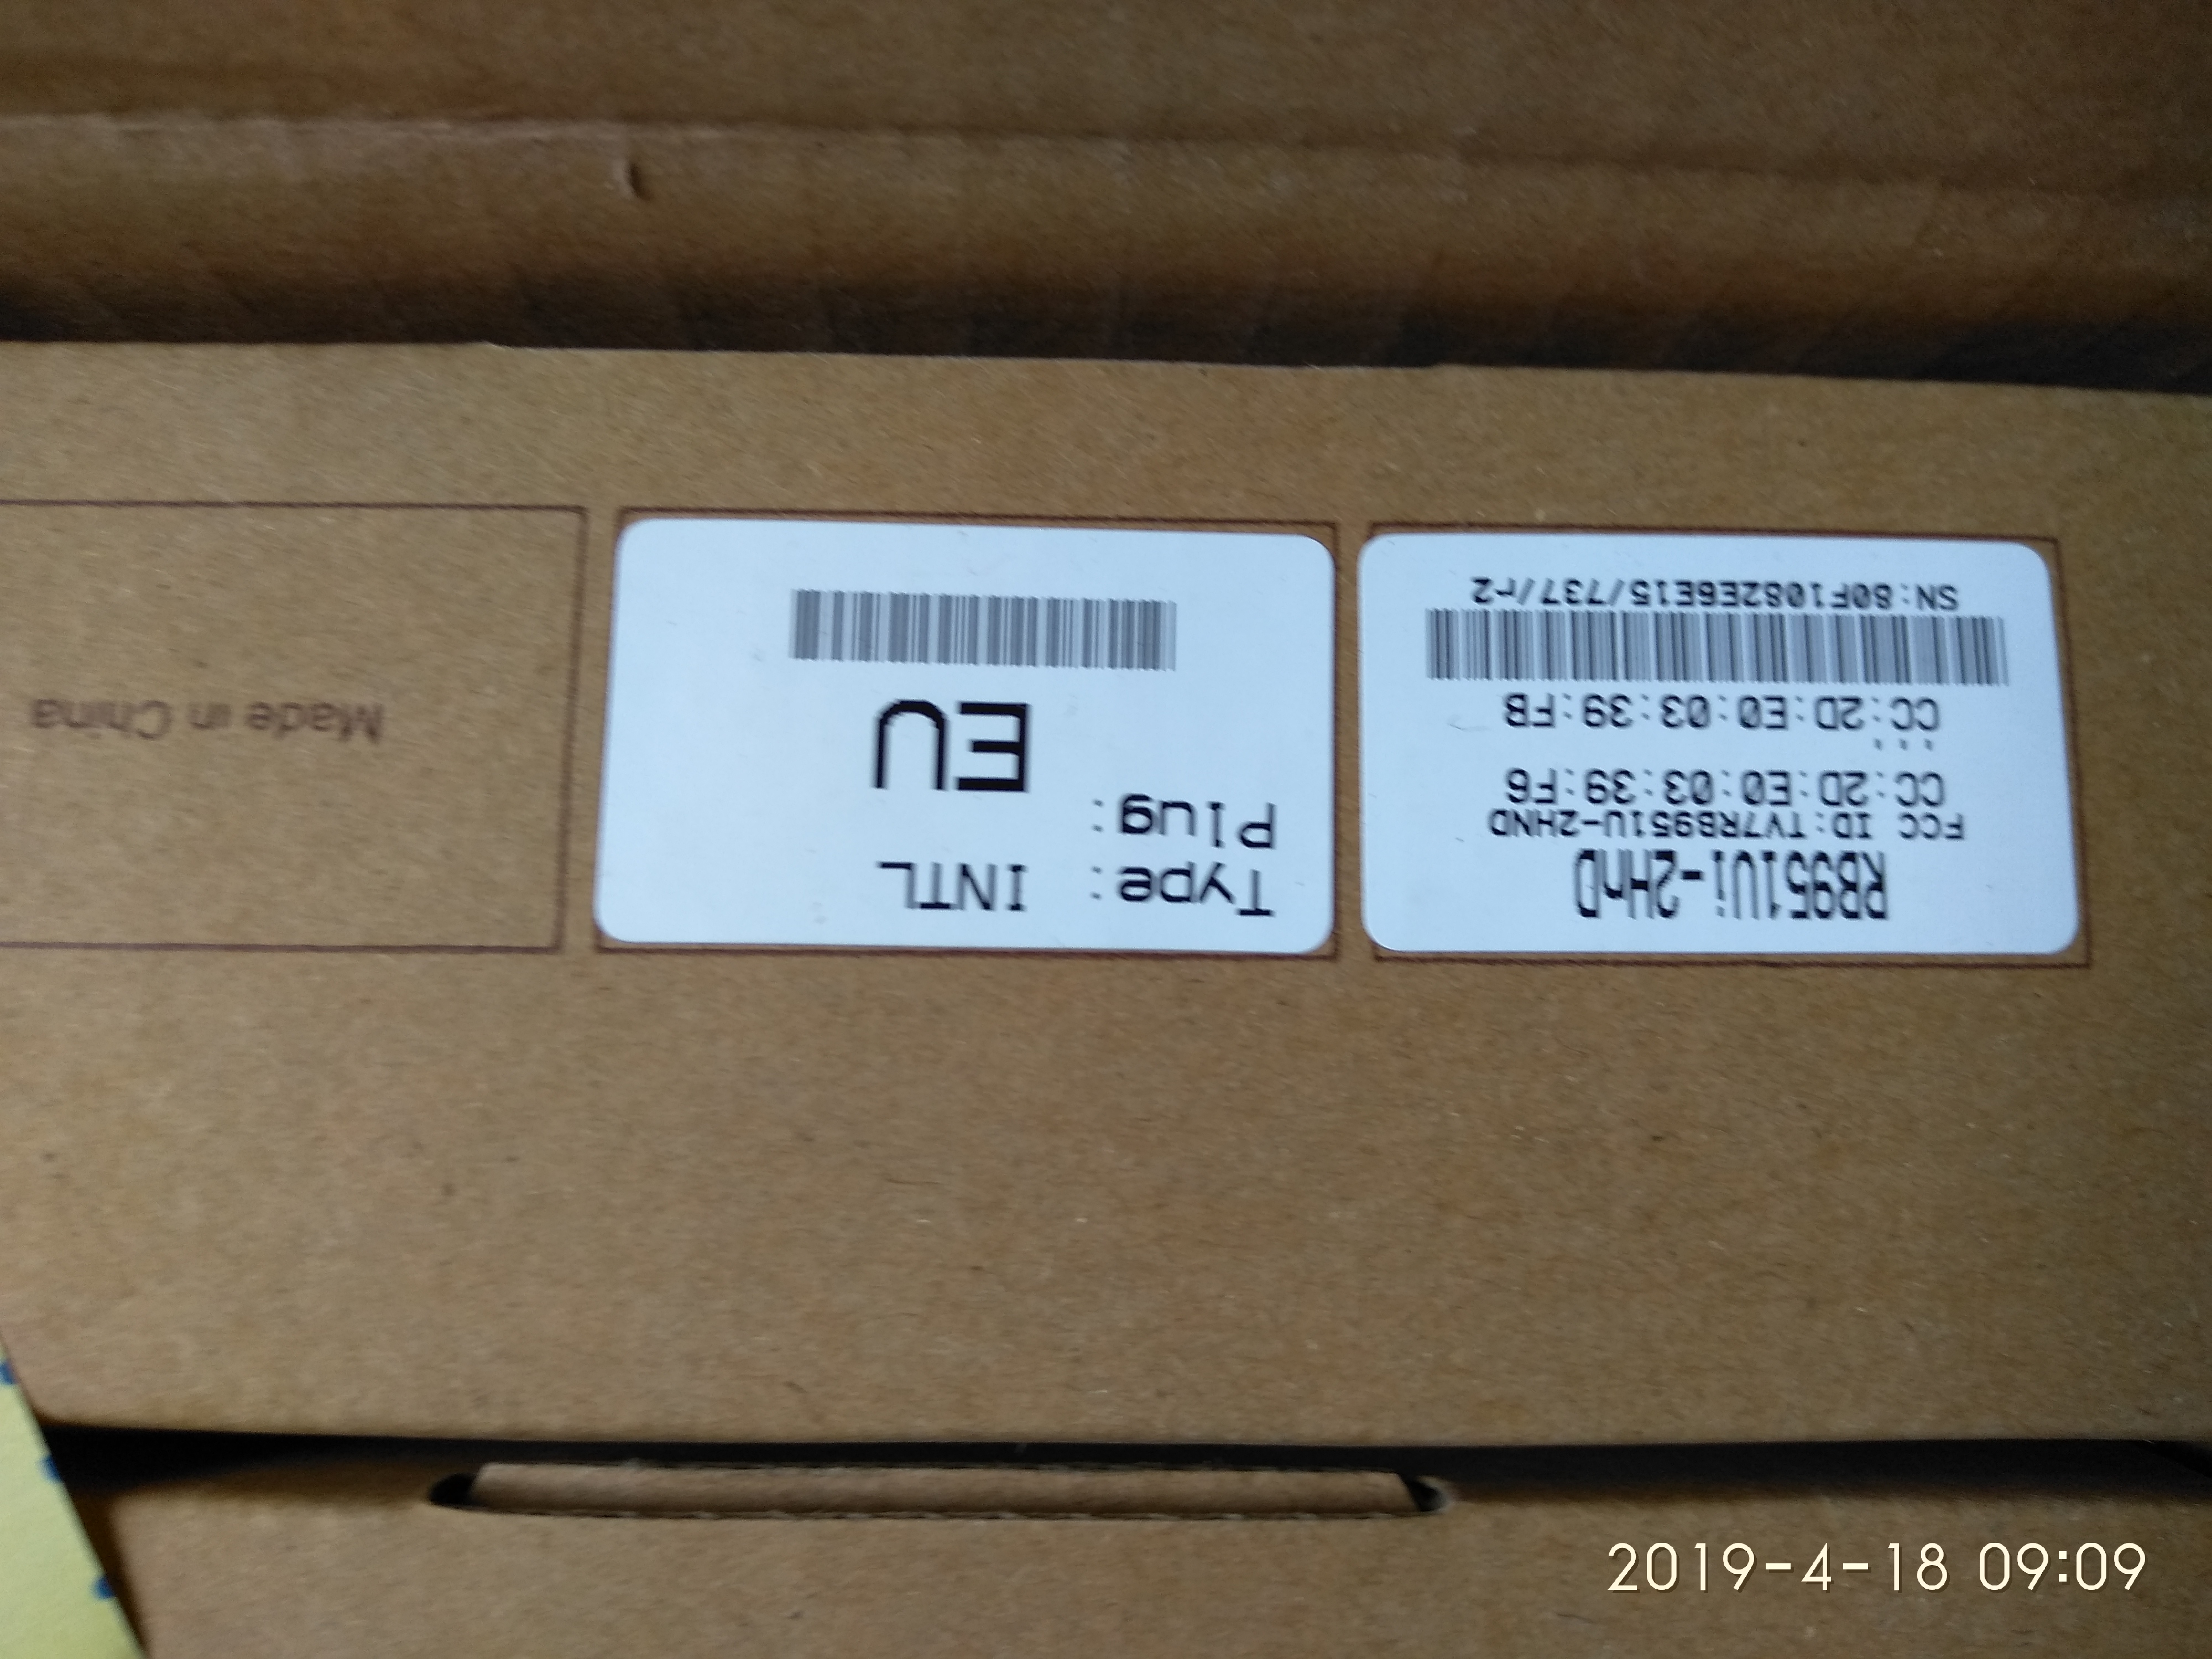 2019-4-18 09:09
RB951Ui-2HnD
FCC ID:TV7RB951U-2HND
CC:2D:E0:03:39:F6
...
CC:2D:E0:03:39:FB
SN:80F1082E6E15/737/r2
Type: INTL
Plug:
EU
Made in China